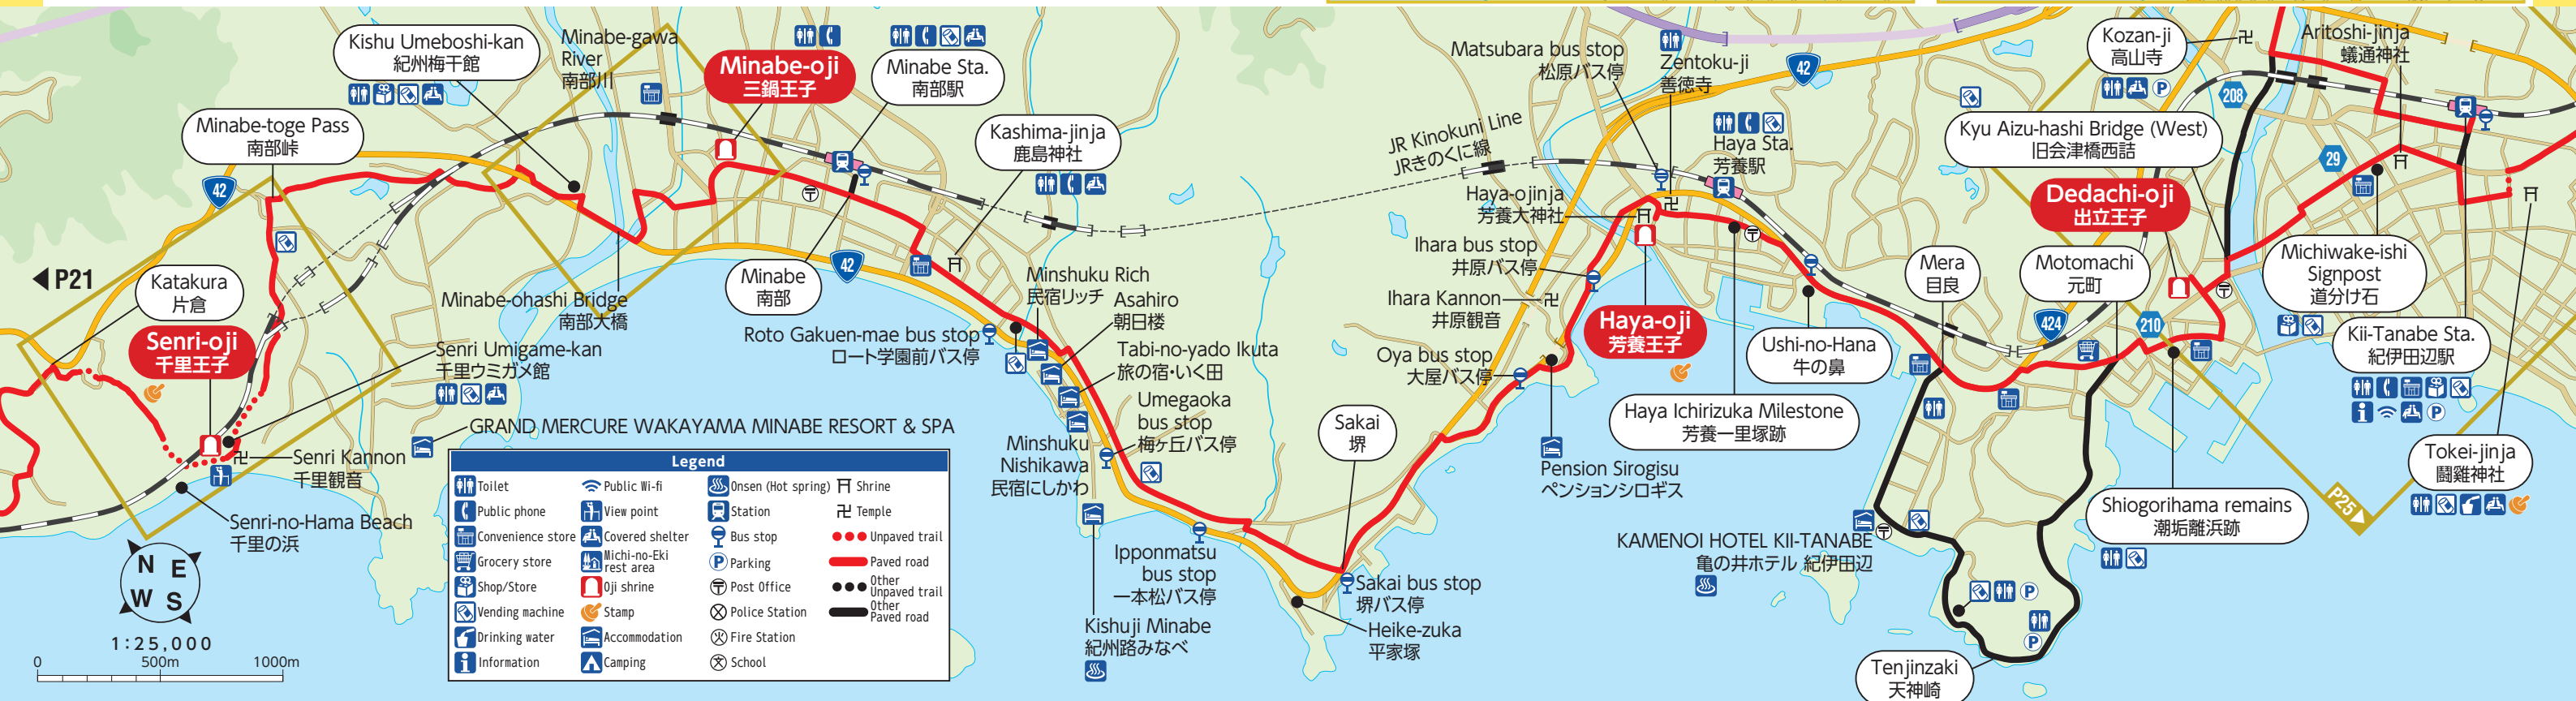 Kishu Umeboshi-kan
紀州梅干館
Minabe-gawa
River
南部川
Minabe-oji
三鍋王子
Minabe Sta.
南部駅
Minabe-toge Pass
南部峠
Kashima-jinja
鹿島神社
42
P21
Katakura
片倉
Senri-oji
千里王子
Minabe-ohashi Bridge
南部大橋
Minabe
南部
42
Senri Umigame-kan
千里ウミガメ館
GRAND MERCURE WAKAYAMA MINABE RESORT & SPA
Senri Kannon
千里観音
Senri-no-Hama Beach
千里の浜
N E
W S
1:25,000
0 500m 1000m
Roto Gakuen-mae bus stop
ロート学園前バス停
Minshuku Rich
民宿リッチ
Asahiro
朝日楼
Tabi-no-yado Ikuta
旅の宿・いく田
Umegaoka
bus stop
梅ヶ丘バス停
Minshuku
Nishikawa
民宿にしかわ
Ipponmatsu
bus stop
一本松バス停
Kishuji Minabe
紀州路みなべ
Legend
Toilet
Public phone
Convenience store
Grocery store
Shop/Store
Vending machine
Drinking water
Information
Public Wi-fi
View point
Covered shelter
Michi-no-Eki
rest area
Oji shrine
Stamp
Accommodation
Camping
Onsen (Hot spring)
Station
Bus stop
Parking
Post Office
Police Station
Fire Station
School
Shrine
Temple
Unpaved trail
Paved road
Other
Unpaved trail
Other
Paved road
Sakai
堺
Sakai bus stop
堺バス停
Heike-zuka
平家塚
Matsubara bus stop
松原バス停
Zentoku-ji
善徳寺
42
JR Kinokuni Line
JRきのくに線
Haya Sta.
芳養駅
Haya-ojinja
芳養大神社
Ihara bus stop
井原バス停
Ihara Kannon
井原観音
Oya bus stop
大屋バス停
Haya-oji
芳養王子
Pension Sirogisu
ペンションシロギス
Ushi-no-Hana
牛の鼻
Haya Ichirizuka Milestone
芳養一里塚跡
KAMENOI HOTEL KII-TANABE
亀の井ホテル 紀伊田辺
Tenjinzaki
天神崎
Mera
目良
Motomachi
元町
424
210
Kozan-ji
高山寺
208
Aritoshi-jinja
蟻通神社
Kyu Aizu-hashi Bridge (West)
旧会津橋西詰
29
Dedachi-oji
出立王子
Michiwake-ishi
Signpost
道分け石
Kii-Tanabe Sta.
紀伊田辺駅
Shiogorihama remains
潮垢離浜跡
P25
Tokei-jinja
闘雞神社